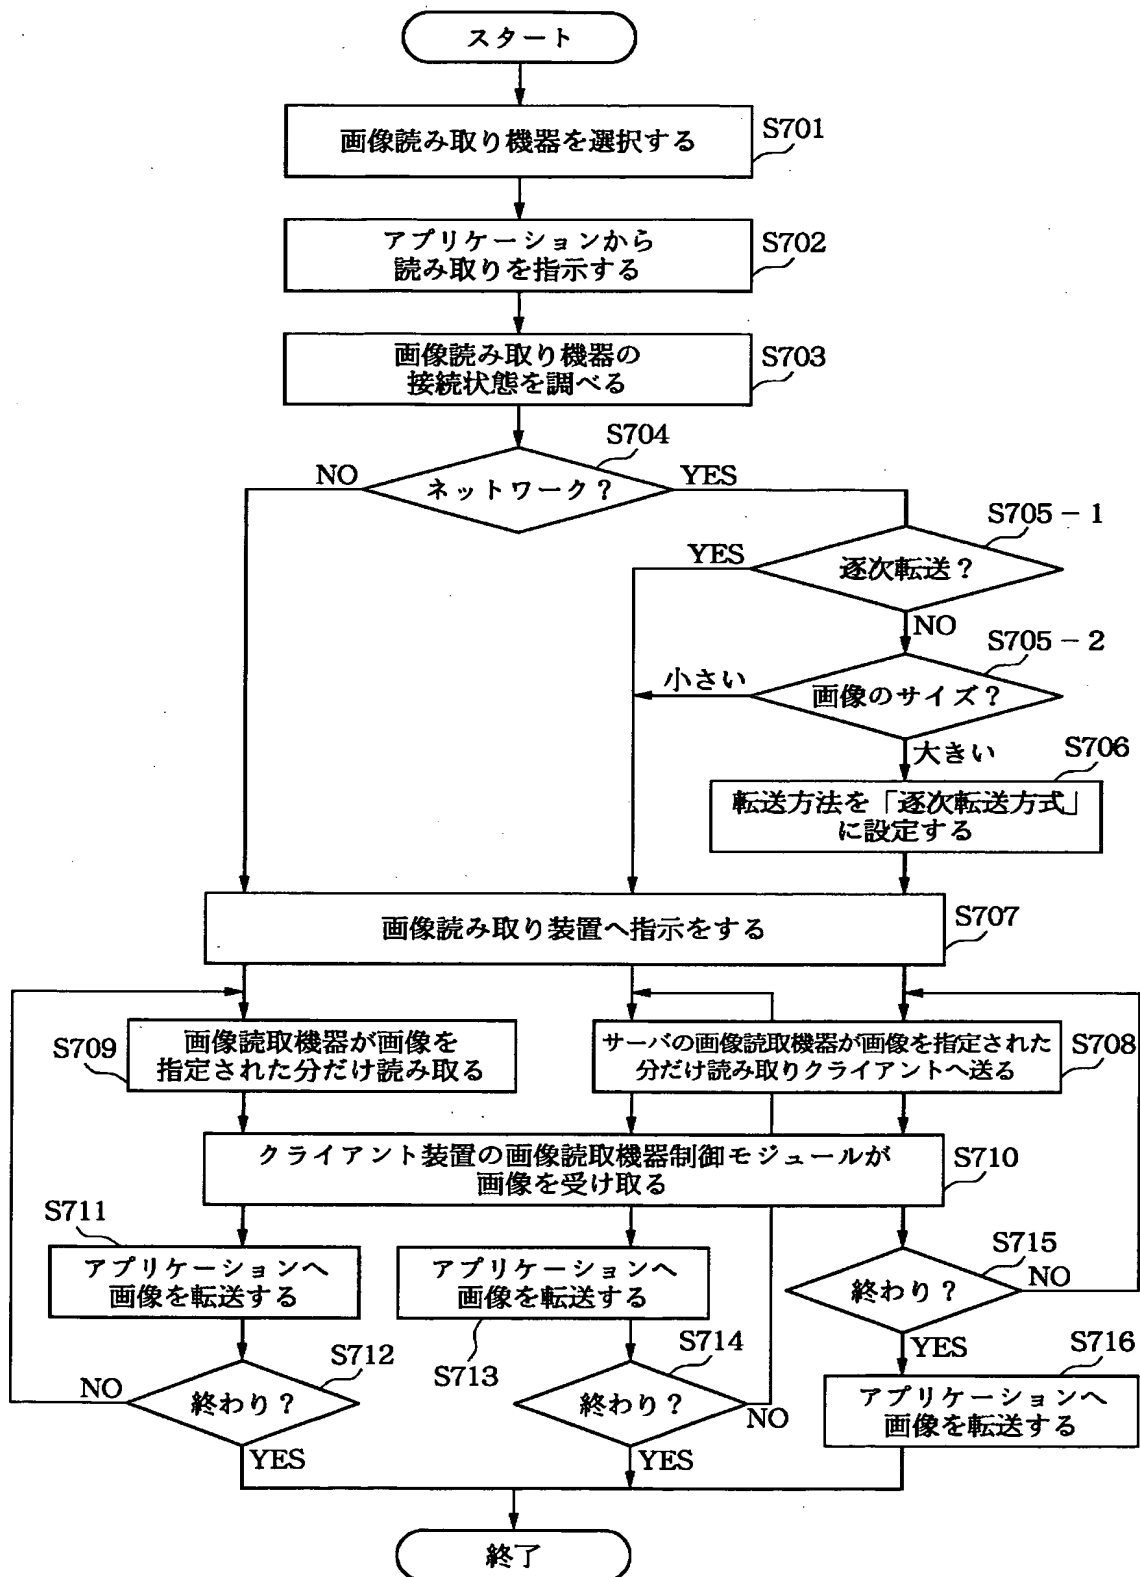 スタート
画像読み取り機器を選択する
S701
アプリケーションから
読み取りを指示する
S702
画像読み取り機器の
接続状態を調べる
S703
S704
NO
ネットワーク？
YES
S705－1
YES
逐次転送？
NO
S705－2
小さい
画像のサイズ？
大きい
S706
転送方法を「逐次転送方式」
に設定する
画像読み取り装置へ指示をする
S707
S709
画像読取機器が画像を
指定された分だけ読み取る
サーバの画像読取機器が画像を指定された
分だけ読み取りクライアントへ送る
S708
クライアント装置の画像読取機器制御モジュールが
画像を受け取る
S710
S711
アプリケーションへ
画像を転送する
アプリケーションへ
画像を転送する
S713
S715
終わり？
NO
YES
S712
NO
終わり？
YES
S714
終わり？
NO
YES
S716
アプリケーションへ
画像を転送する
終了